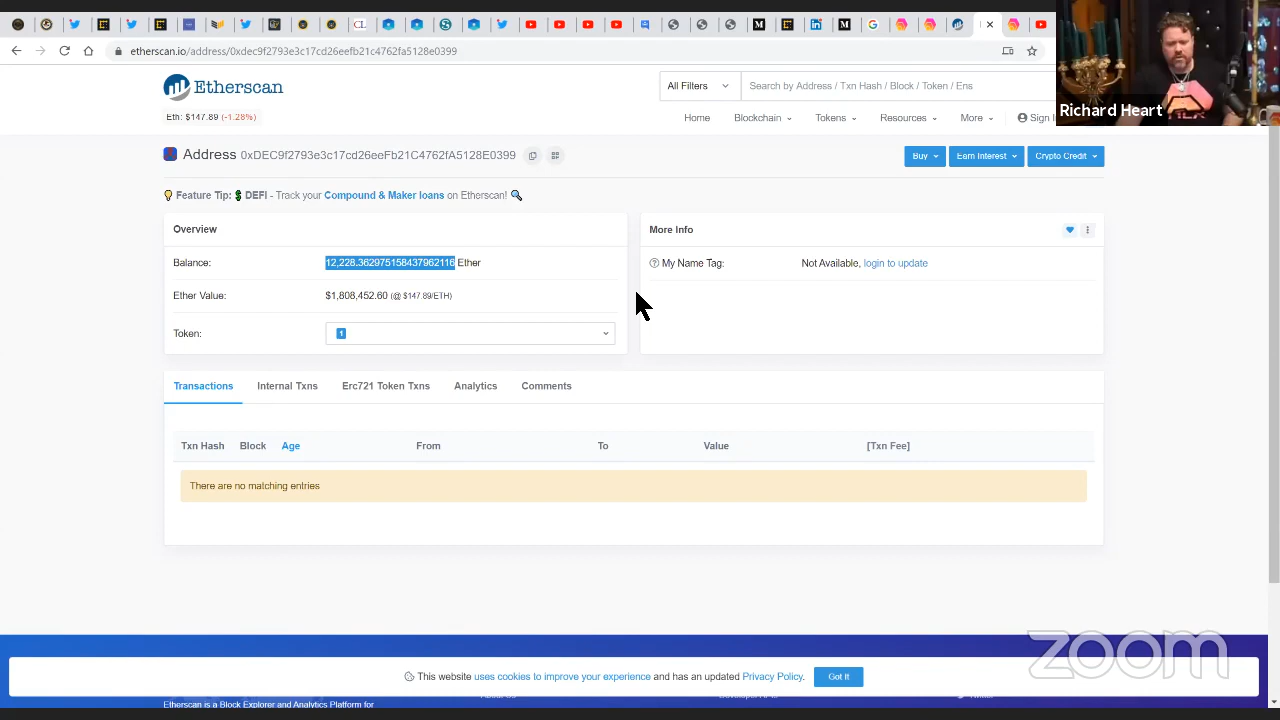 etherscan.io/address/0xdec9f2793e3c17cd26eefb21c4762fa5128e0399
Etherscan
All Filters
Search by Address / Txn Hash / Block / Token / Ens
Richard Heart
Eth: $147.89 (-1.28%)
Home
Blockchain
Tokens
Resources
More
Sign I
Address 0xDEC9f2793e3c17cd26eeFb21C4762fA5128E0399
Buy
Earn Interest
Crypto Credit
Feature Tip: DEFI - Track your Compound & Maker loans on Etherscan!
Overview
More Info
Balance: 12,228.362975158437962116 Ether
My Name Tag: Not Available, login to update
Ether Value: $1,808,452.60 (@ $147.89/ETH)
Token: 1
Transactions
Internal Txns
Erc721 Token Txns
Analytics
Comments
Txn Hash Block Age From To Value [Txn Fee]
There are no matching entries
zoom
This website uses cookies to improve your experience and has an updated Privacy Policy.
Got It
Etherscan is a Block Explorer and Analytics Platform for